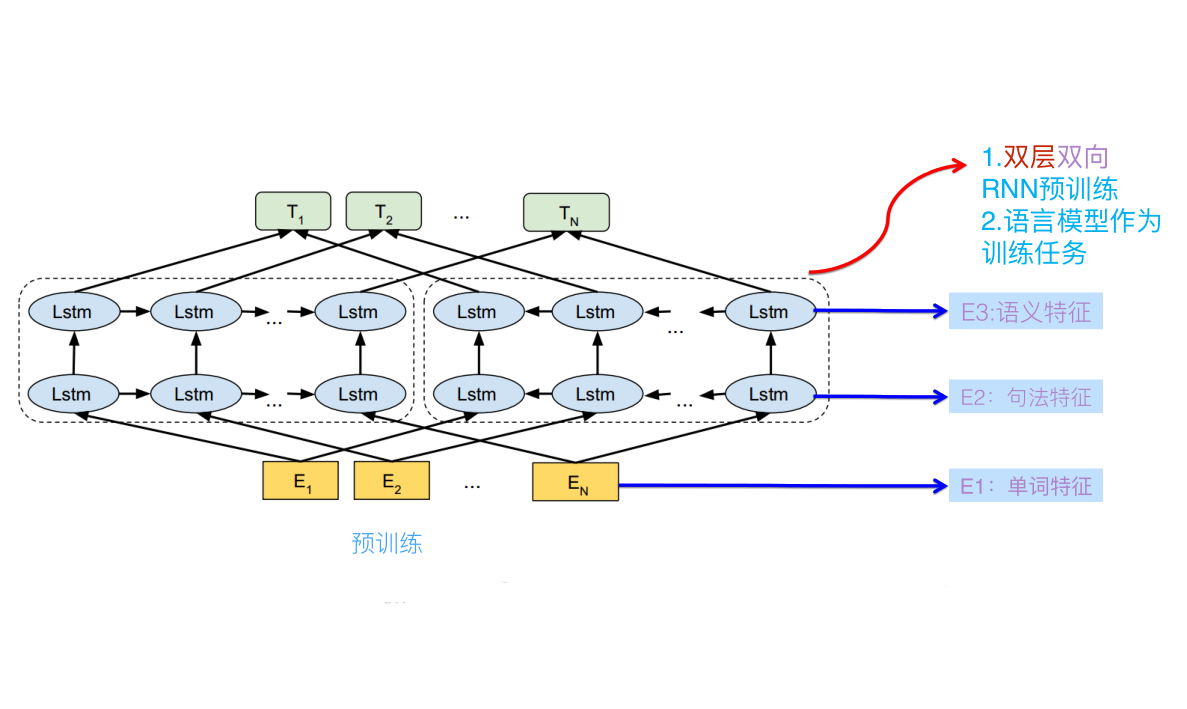 1.双层双向
RNN预训练
2.语言模型作为
训练任务
T1 T2 ... TN
Lstm Lstm ... Lstm Lstm Lstm ... Lstm
E3:语义特征
Lstm Lstm ... Lstm Lstm Lstm ... Lstm
E2：句法特征
E1 E2 ... EN
E1：单词特征
预训练